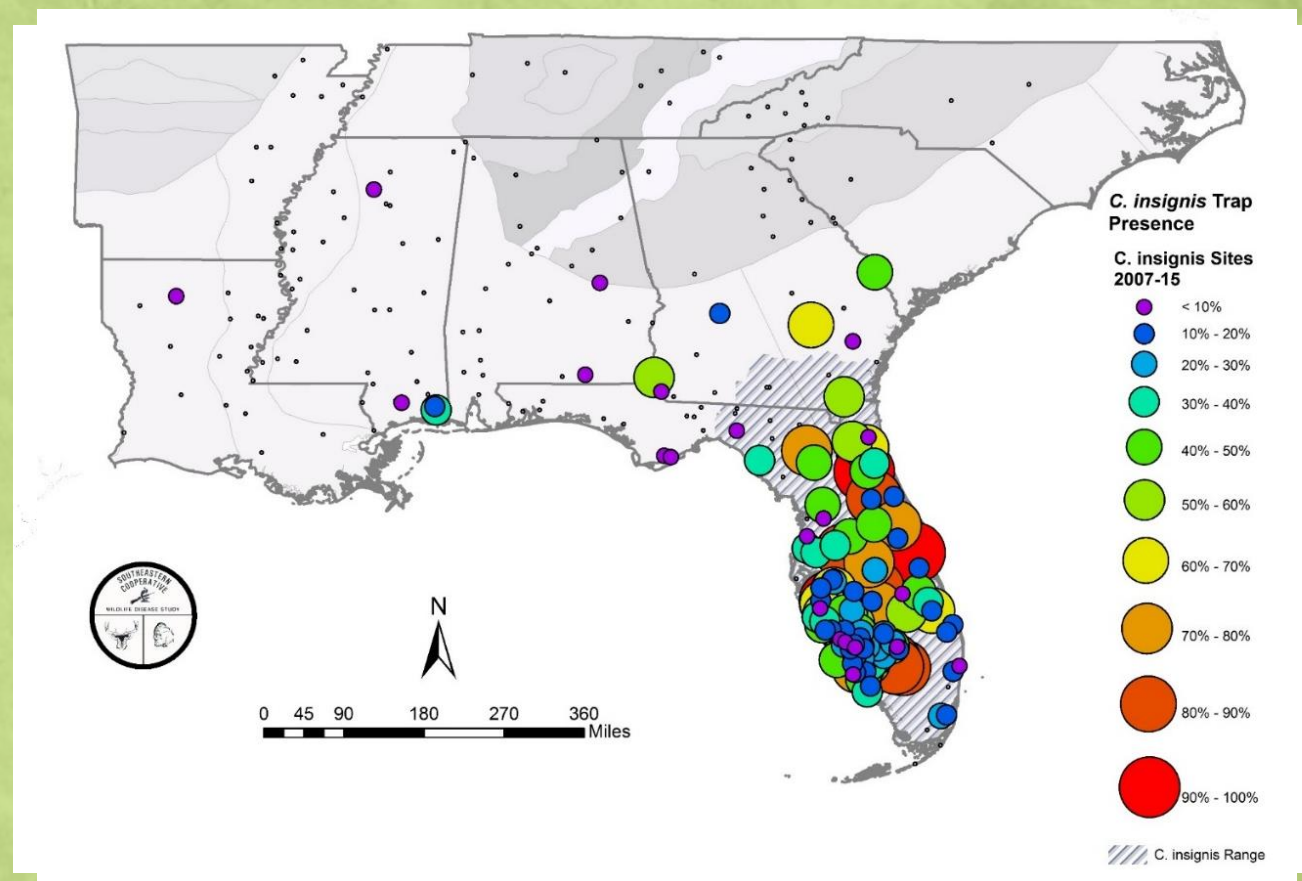 C. insignis Trap
Presence
C. insignis Sites
2007-15
< 10%
10% - 20%
20% - 30%
30% - 40%
40% - 50%
50% - 60%
60% - 70%
70% - 80%
80% - 90%
90% - 100%
C. insignis Range
SOUTHEASTERN
COOPERATIVE
WILDLIFE DISEASE STUDY
N
0 45 90 180 270 360
Miles